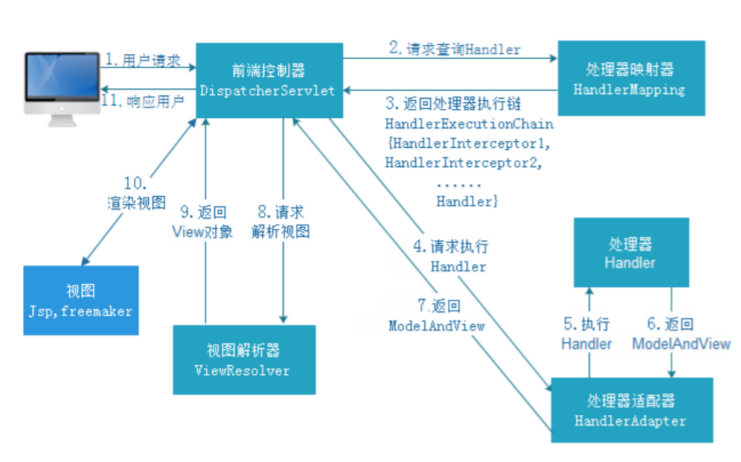 1.用户请求
11.响应用户
前端控制器
DispatcherServlet
2.请求查询Handler
处理器映射器
HandlerMapping
3.返回处理器执行链
HandlerExecutionChain
{HandlerInterceptor1,
HandlerInterceptor2,
......
Handler}
10.
渲染视图
9.返回
View对象
8.请求
解析视图
4.请求执行
Handler
处理器
Handler
视图
Jsp,freemaker
7.返回
ModelAndView
5.执行
Handler
6.返回
ModelAndView
视图解析器
ViewResolver
处理器适配器
HandlerAdapter